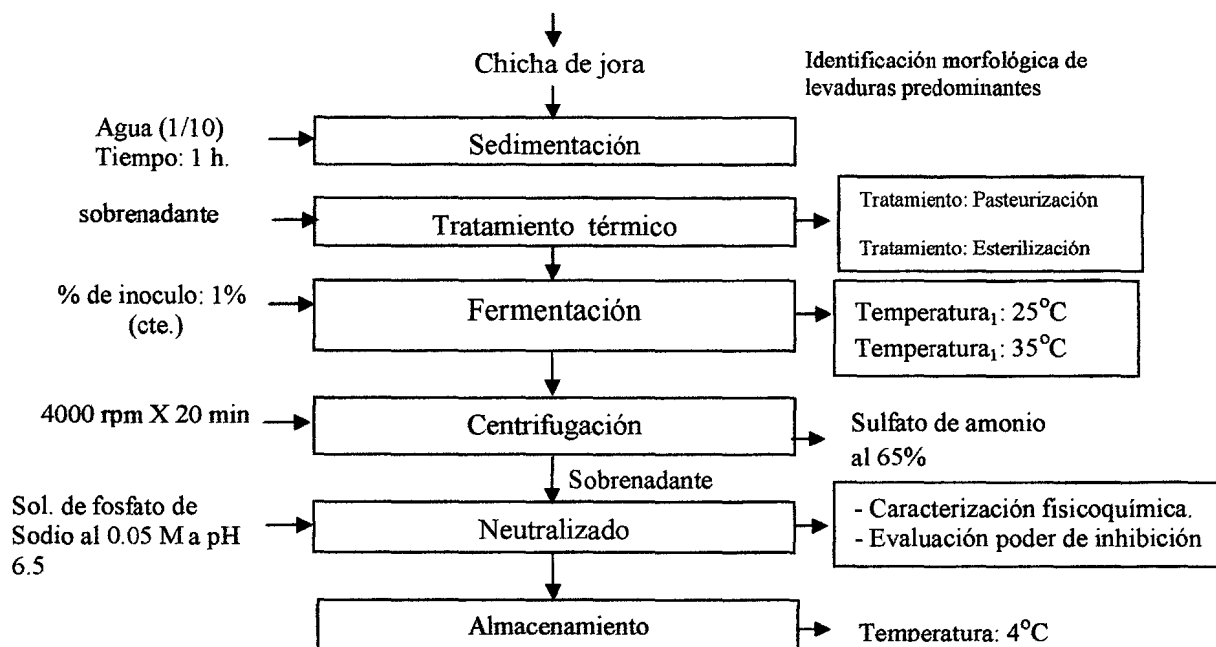 Chicha de jora
Identificación morfológica de
levaduras predominantes
Agua (1/10)
Tiempo: 1 h.
Sedimentación
sobrenadante
Tratamiento térmico
Tratamiento: Pasteurización
Tratamiento: Esterilización
% de inoculo: 1%
(cte.)
Fermentación
Temperatura₁: 25°C
Temperatura₁: 35°C
4000 rpm X 20 min
Centrifugación
Sulfato de amonio
al 65%
Sobrenadante
Sol. de fosfato de
Sodio al 0.05 M a pH
6.5
Neutralizado
- Caracterización fisicoquímica.
- Evaluación poder de inhibición
Almacenamiento
Temperatura: 4°C